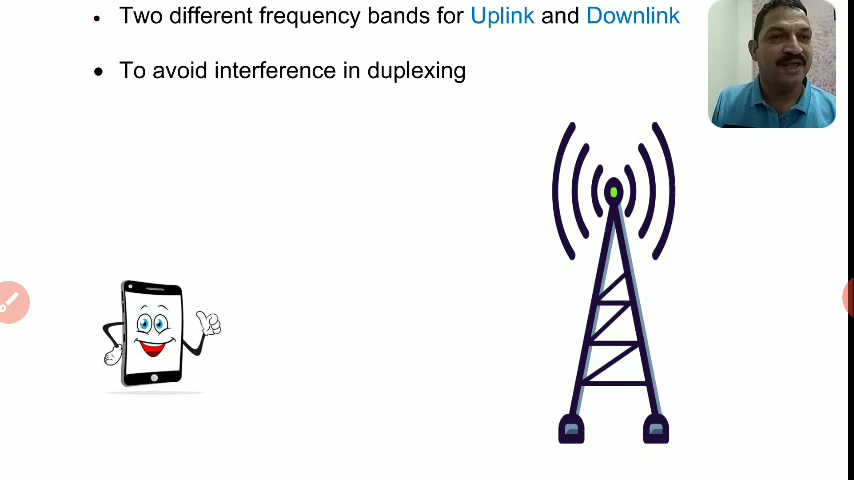 Two different frequency bands for Uplink and Downlink
To avoid interference in duplexing